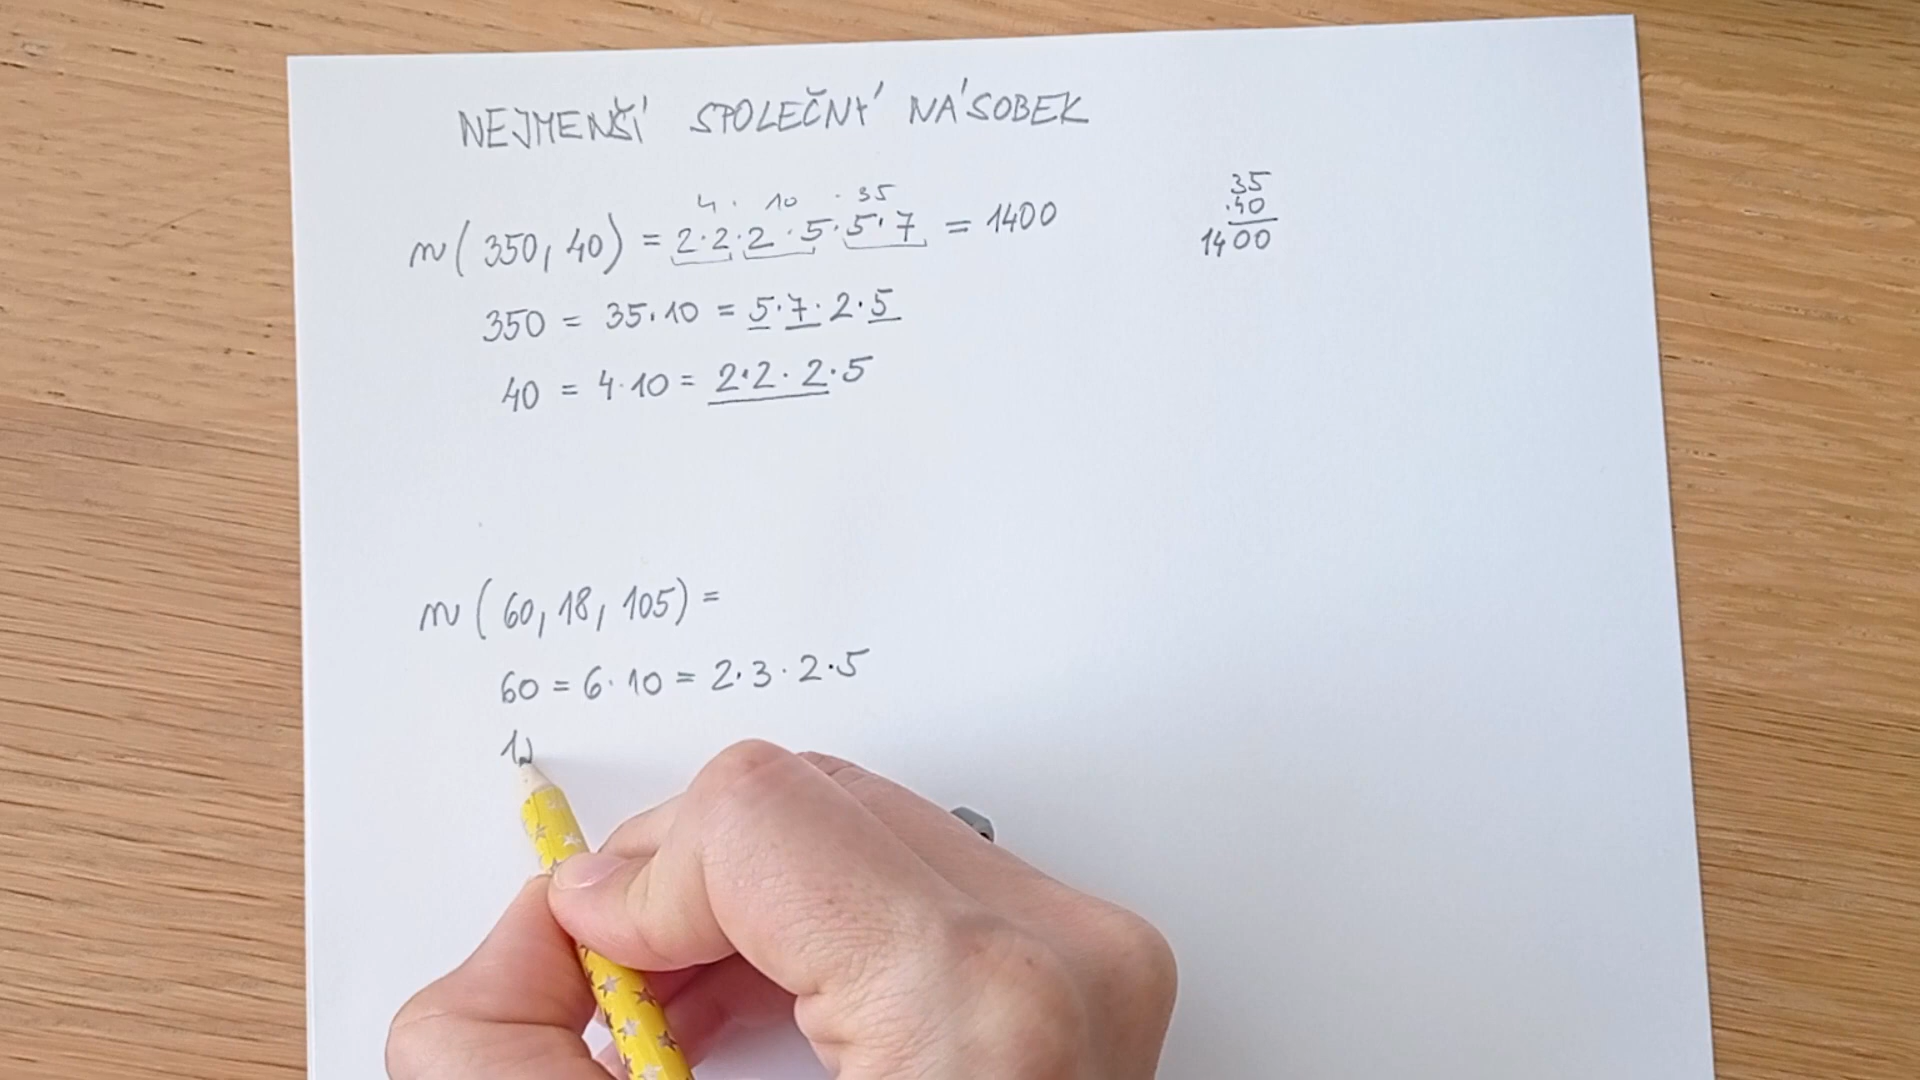 NEJMENŠÍ SPOLEČNÝ NÁSOBEK
4 · 10 · 35
n(350, 40) = 2·2·2·5·5·7 = 1400
350 = 35·10 = 5·7·2·5
40 = 4·10 = 2·2·2·5
35
·40
1400
n(60, 18, 105) =
60 = 6·10 = 2·3·2·5
1